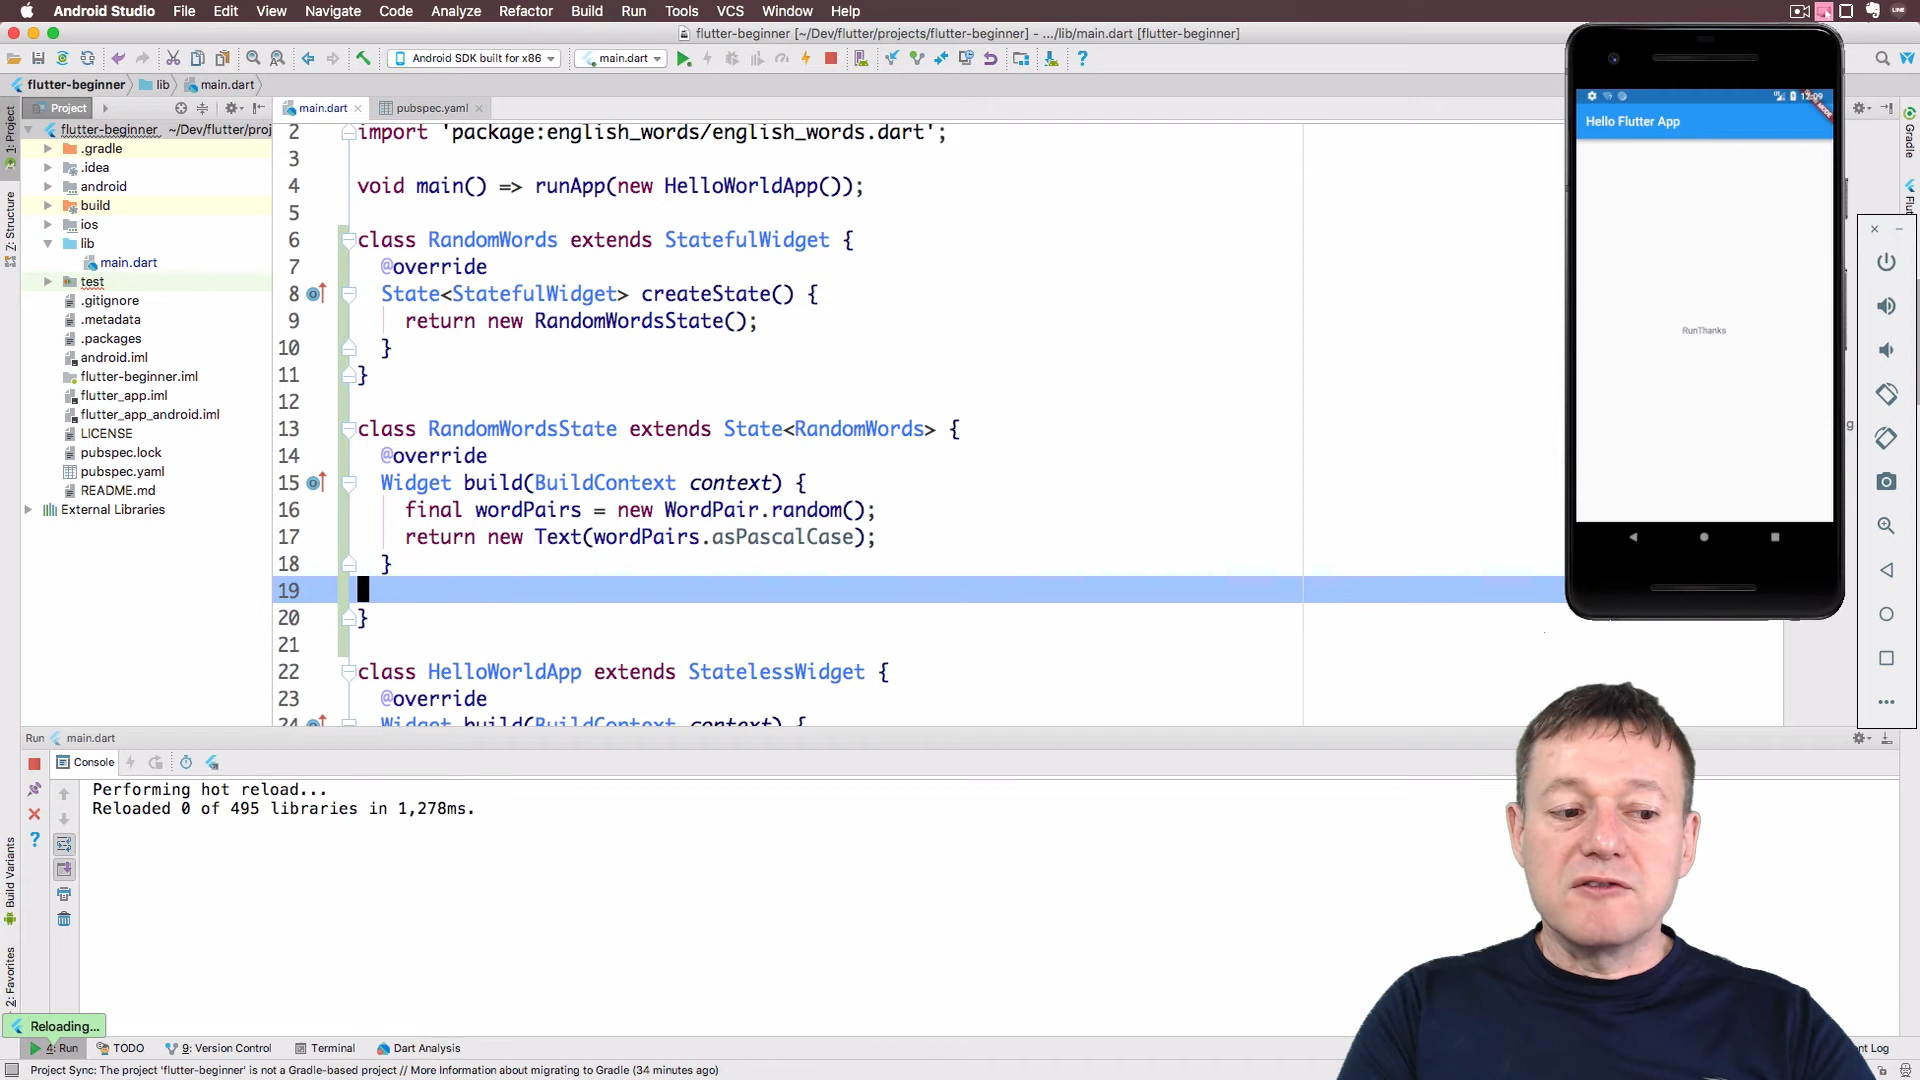 Android Studio File Edit View Navigate Code Analyze Refactor Build Run Tools VCS Window Help
flutter-beginner [~/Dev/flutter/projects/flutter-beginner] - .../lib/main.dart [flutter-beginner]
Android SDK built for x86 main.dart
flutter-beginner lib main.dart
Project
main.dart pubspec.yaml
flutter-beginner ~/Dev/flutter/proj
.gradle
.idea
android
build
ios
lib
main.dart
test
.gitignore
.metadata
.packages
android.iml
flutter-beginner.iml
flutter_app.iml
flutter_app_android.iml
LICENSE
pubspec.lock
pubspec.yaml
README.md
External Libraries
1: Project
Z: Structure
Build Variants
2: Favorites
2 import 'package:english_words/english_words.dart';
3
4 void main() => runApp(new HelloWorldApp());
5
6 class RandomWords extends StatefulWidget {
7 @override
8 State<StatefulWidget> createState() {
9 return new RandomWordsState();
10 }
11 }
12
13 class RandomWordsState extends State<RandomWords> {
14 @override
15 Widget build(BuildContext context) {
16 final wordPairs = new WordPair.random();
17 return new Text(wordPairs.asPascalCase);
18 }
19
20 }
21
22 class HelloWorldApp extends StatelessWidget {
23 @override
24 Widget build(BuildContext context) {
12:09
Hello Flutter App
RunThanks
Gradle
Run main.dart
Console
Performing hot reload...
Reloaded 0 of 495 libraries in 1,278ms.
Reloading...
4: Run TODO 9: Version Control Terminal Dart Analysis nt Log
Project Sync: The project 'flutter-beginner' is not a Gradle-based project // More Information about migrating to Gradle (34 minutes ago)